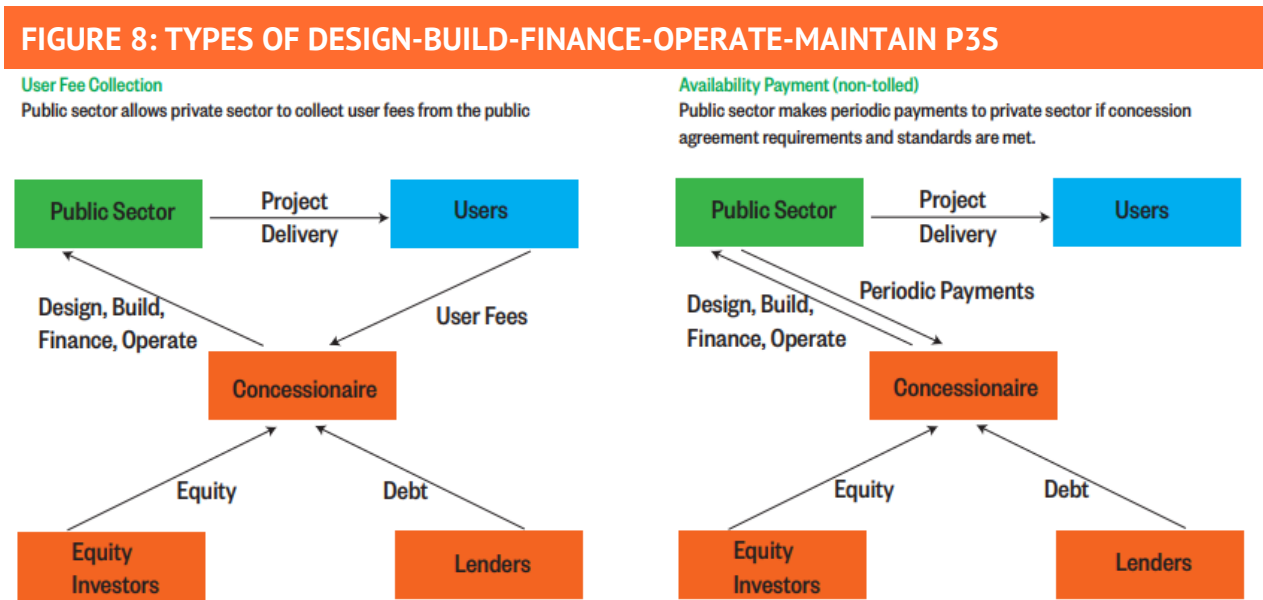 FIGURE 8: TYPES OF DESIGN-BUILD-FINANCE-OPERATE-MAINTAIN P3S
User Fee Collection
Public sector allows private sector to collect user fees from the public
Public Sector
Project
Delivery
Users
Design, Build,
Finance, Operate
User Fees
Concessionaire
Equity
Debt
Equity
Investors
Lenders
Availability Payment (non-tolled)
Public sector makes periodic payments to private sector if concession
agreement requirements and standards are met.
Public Sector
Project
Delivery
Users
Periodic Payments
Design, Build,
Finance, Operate
Concessionaire
Equity
Debt
Equity
Investors
Lenders